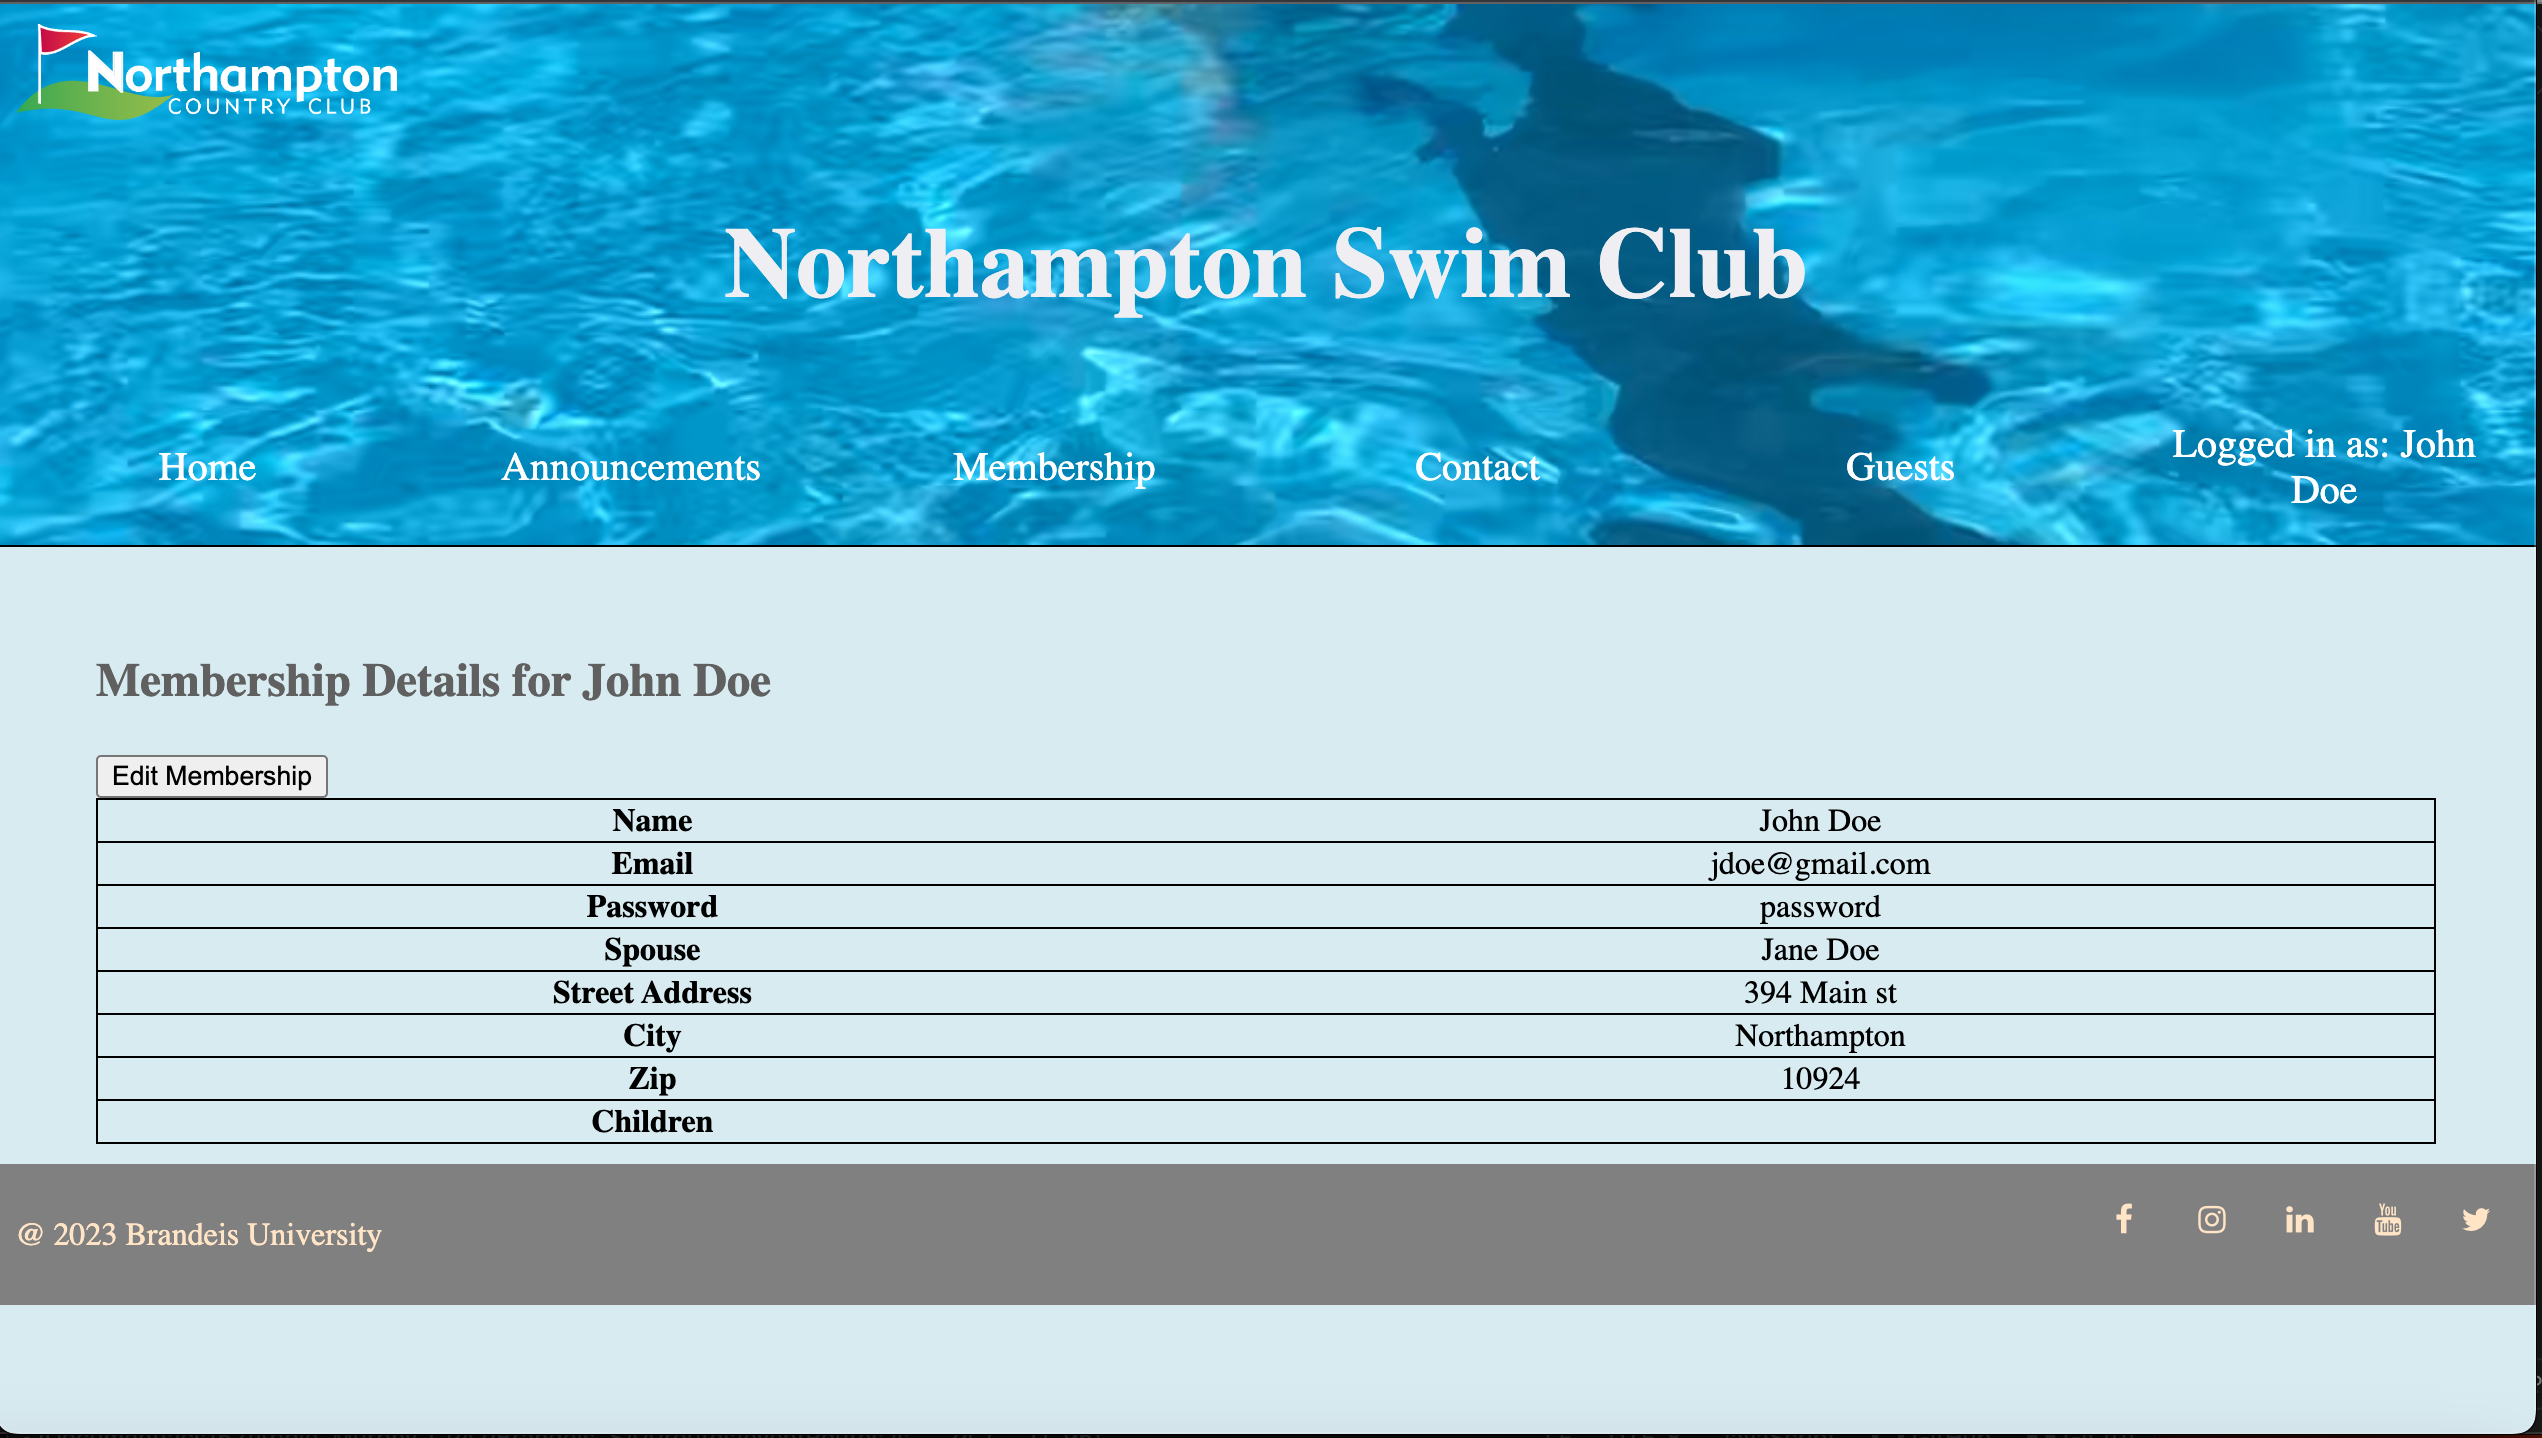 Northampton
COUNTRY CLUB
Northampton Swim Club
Home Announcements Membership Contact Guests Logged in as: John
Doe
Membership Details for John Doe
Edit Membership
Name John Doe
Email jdoe@gmail.com
Password password
Spouse Jane Doe
Street Address 394 Main st
City Northampton
Zip 10924
Children
@ 2023 Brandeis University
You
Tube